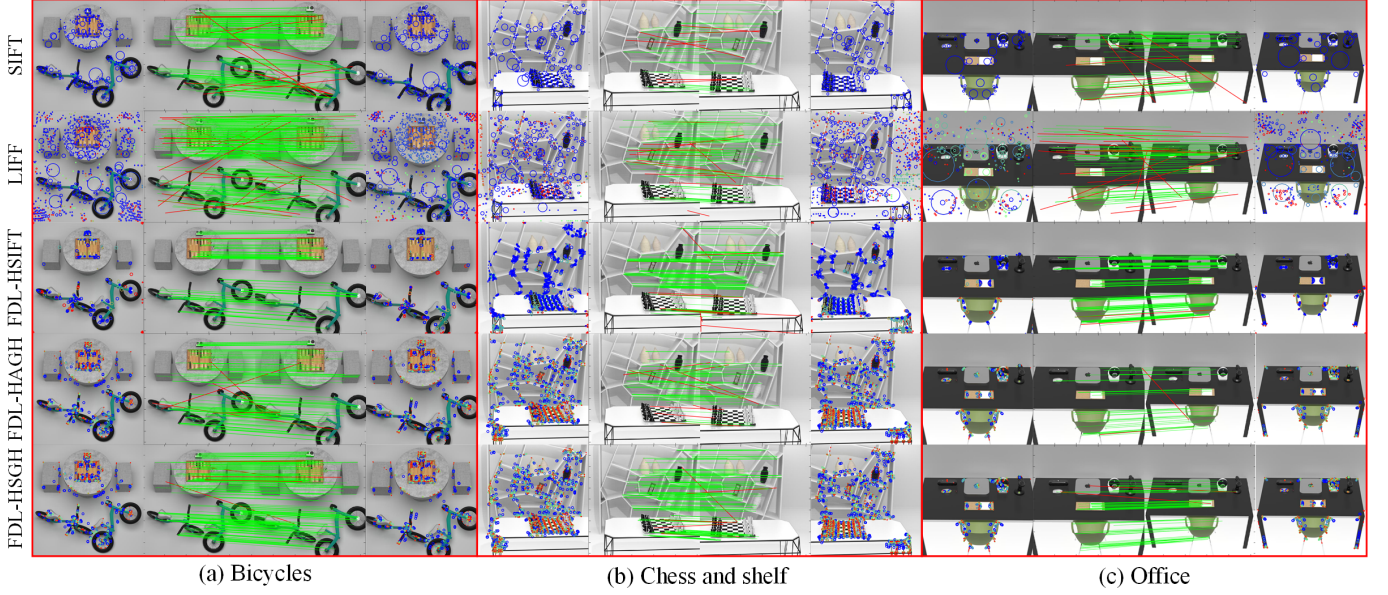 SIFT
LIFF
FDL-HSIFT
FDL-HAGH
FDL-HSGH
(a) Bicycles
(b) Chess and shelf
(c) Office